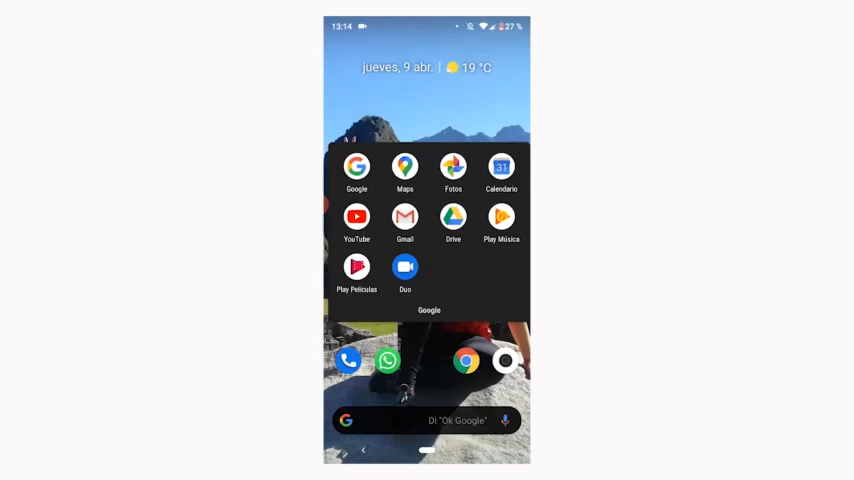 13:14 27 %
jueves, 9 abr. | 19 °C
Google Maps Fotos Calendario
31
YouTube Gmail Drive Play Música
Play Películas Duo
Google
Di "Ok Google"